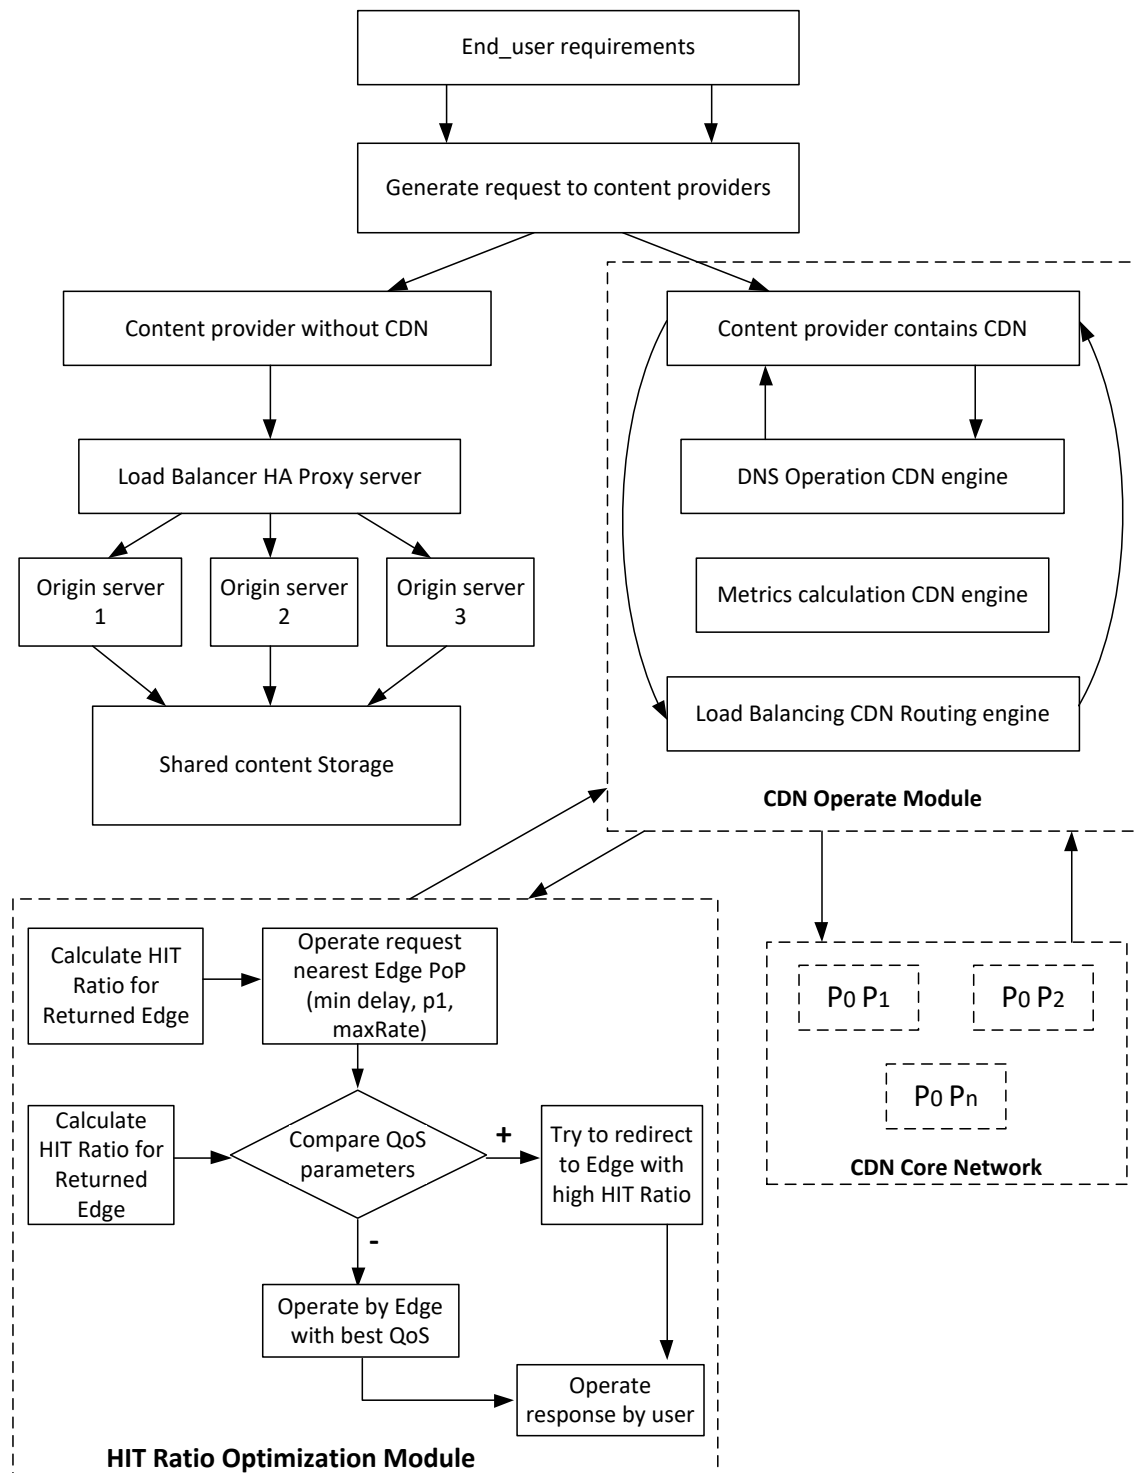 End_user requirements
Generate request to content providers
Content provider without CDN
Content provider contains CDN
Load Balancer HA Proxy server
DNS Operation CDN engine
Origin server
1
Origin server
2
Origin server
3
Metrics calculation CDN engine
Shared content Storage
Load Balancing CDN Routing engine
CDN Operate Module
Calculate HIT
Ratio for
Returned Edge
Operate request
nearest Edge PoP
(min delay, p1,
maxRate)
P0 P1
P0 P2
P0 Pn
CDN Core Network
Calculate
HIT Ratio for
Returned
Edge
Compare QoS
parameters
+
Try to redirect
to Edge with
high HIT Ratio
-
Operate by Edge
with best QoS
Operate
response by user
HIT Ratio Optimization Module